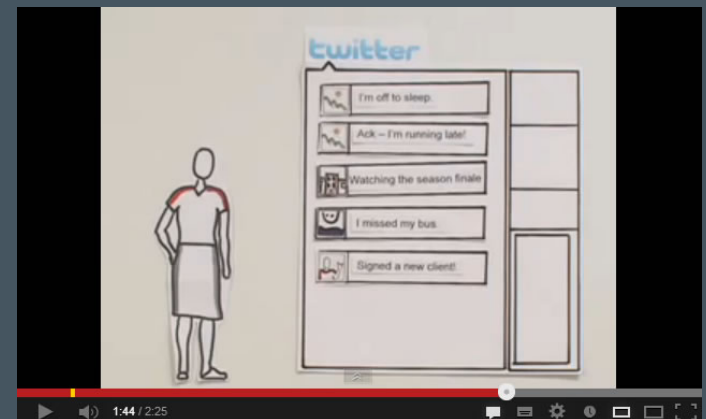 twitter
I'm off to sleep.
Ack – I'm running late!
Watching the season finale
I missed my bus.
Signed a new client!
1:44 / 2:25